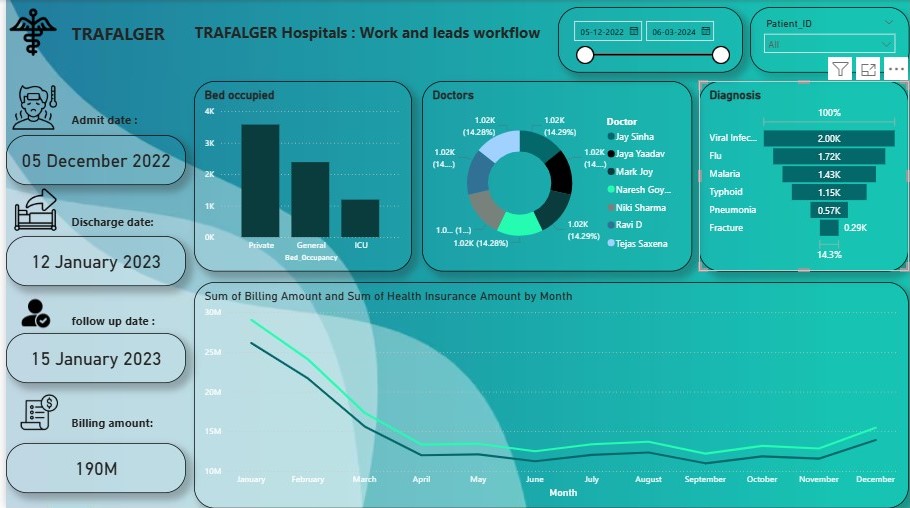 TRAFALGER
TRAFALGER Hospitals : Work and leads workflow
05-12-2022
06-03-2024
Patient_ID
All
Admit date :
05 December 2022
Discharge date:
12 January 2023
follow up date :
15 January 2023
Billing amount:
190M
Bed occupied
4K
3K
2K
1K
0K
Private General ICU
Bed_Occupancy
Doctors
1.02K
(14.28%)
1.02K
(14.29%)
1.02K
(14....)
1.02K
(14....)
1.02K
(14.29%)
1.0... (1...)
1.02K (14.28%)
Doctor
Jay Sinha
Jaya Yaadav
Mark Joy
Naresh Goy...
Niki Sharma
Ravi D
Tejas Saxena
Diagnosis
100%
Viral Infec... 2.00K
Flu 1.72K
Malaria 1.43K
Typhoid 1.15K
Pneumonia 0.57K
Fracture 0.29K
14.3%
Sum of Billing Amount and Sum of Health Insurance Amount by Month
30M
25M
20M
15M
10M
January February March April May June July August September October November December
Month